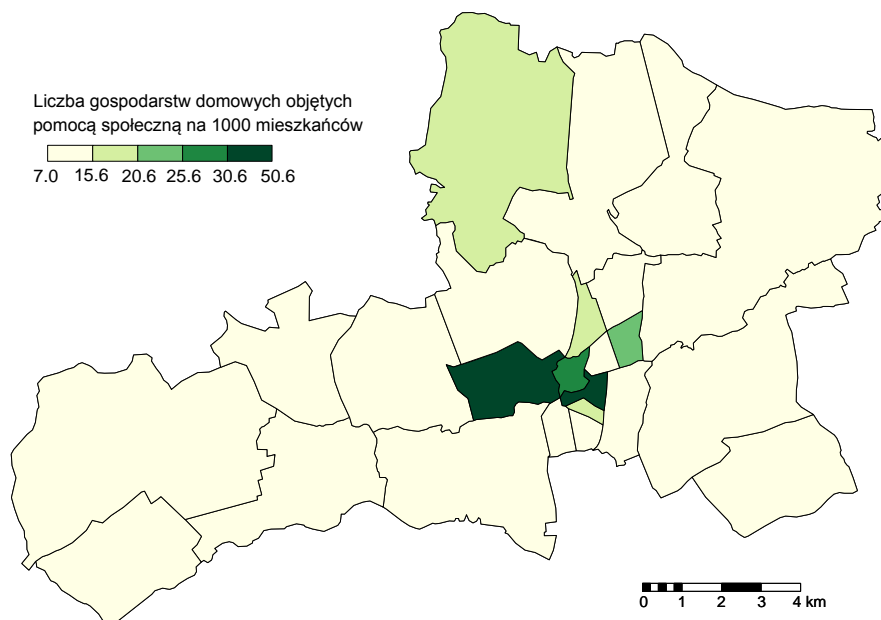 Liczba gospodarstw domowych objętych
pomocą społeczną na 1000 mieszkańców
7.0 15.6 20.6 25.6 30.6 50.6
0 1 2 3 4 km